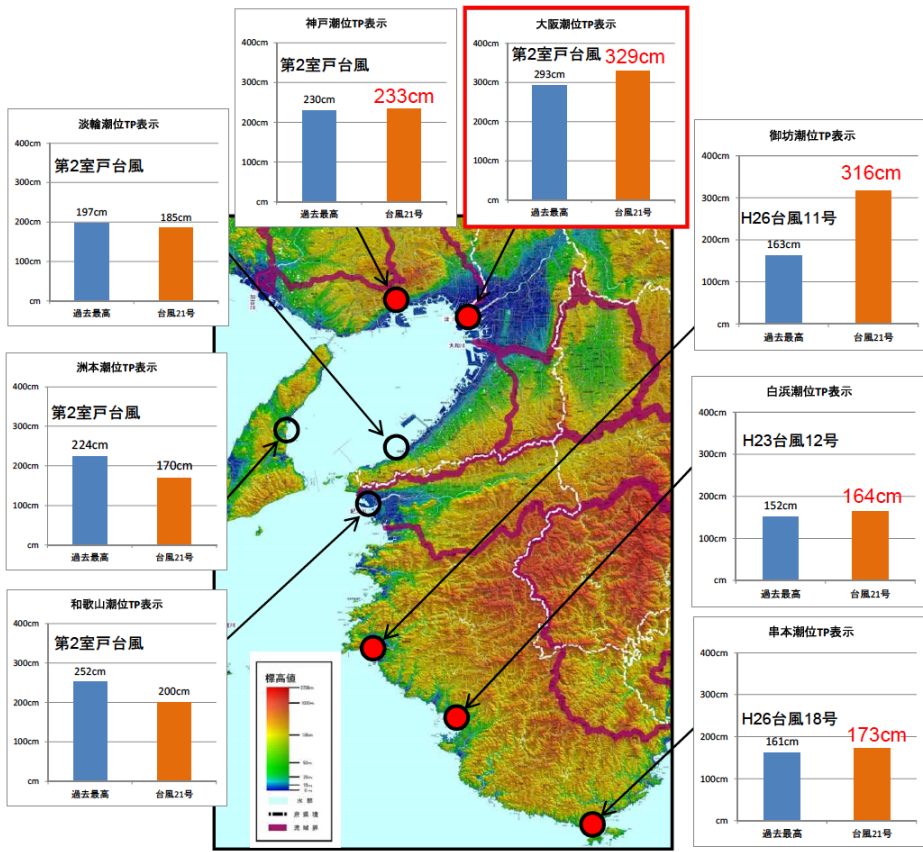 神戸潮位TP表示
400cm
300cm
200cm
100cm
cm
第2室戸台風
230cm
233cm
過去最高
台風21号
大阪潮位TP表示
400cm
300cm
200cm
100cm
cm
第2室戸台風
293cm
329cm
過去最高
台風21号
淡輪潮位TP表示
400cm
300cm
200cm
100cm
cm
第2室戸台風
197cm
185cm
過去最高
台風21号
御坊潮位TP表示
400cm
300cm
200cm
100cm
cm
H26台風11号
163cm
316cm
過去最高
台風21号
洲本潮位TP表示
400cm
300cm
200cm
100cm
cm
第2室戸台風
224cm
170cm
過去最高
台風21号
白浜潮位TP表示
400cm
300cm
200cm
100cm
cm
H23台風12号
152cm
164cm
過去最高
台風21号
和歌山潮位TP表示
400cm
300cm
200cm
100cm
cm
第2室戸台風
252cm
200cm
過去最高
台風21号
串本潮位TP表示
400cm
300cm
200cm
100cm
cm
H26台風18号
161cm
173cm
過去最高
台風21号
大和川
標高値
水部
府県境
流域界